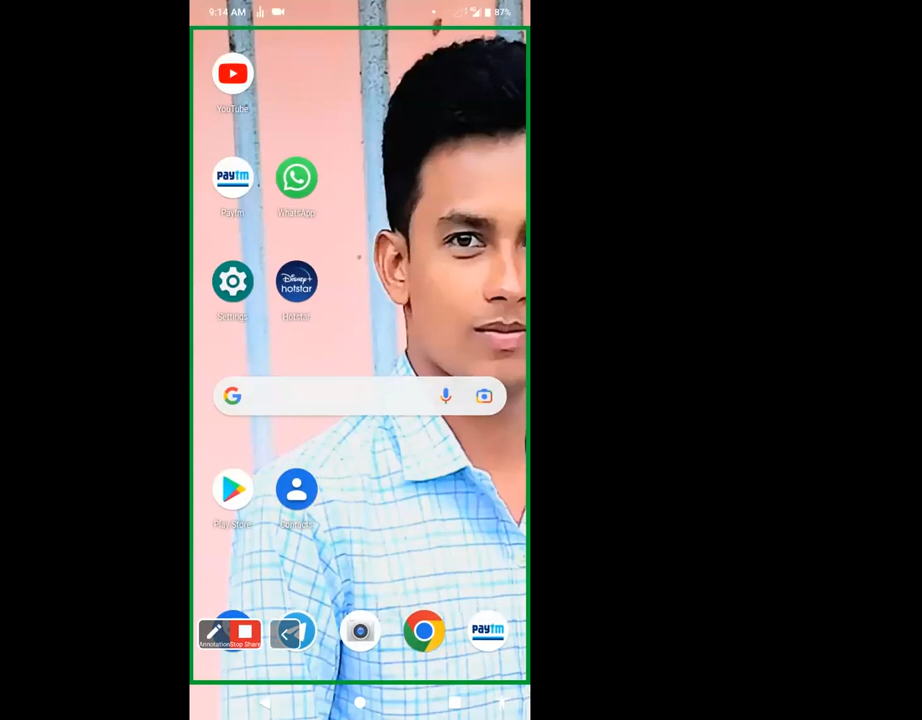 9:14 AM
87%
YouTube
Paytm
Paytm
WhatsApp
Disney+
hotstar
Settings
Hotstar
Play Store
Contacts
Annotation
Stop Share
Paytm